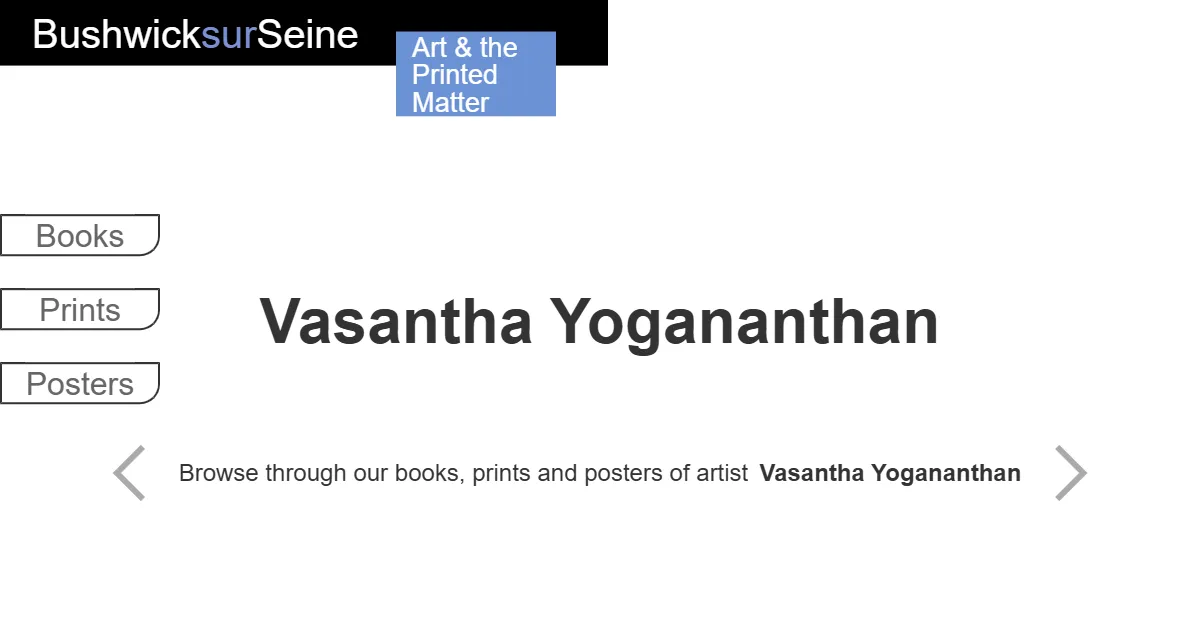 BushwicksurSeine
Art & the
Printed
Matter
Books
Prints
Vasantha Yogananthan
Posters
Browse through our books, prints and posters of artist Vasantha Yogananthan